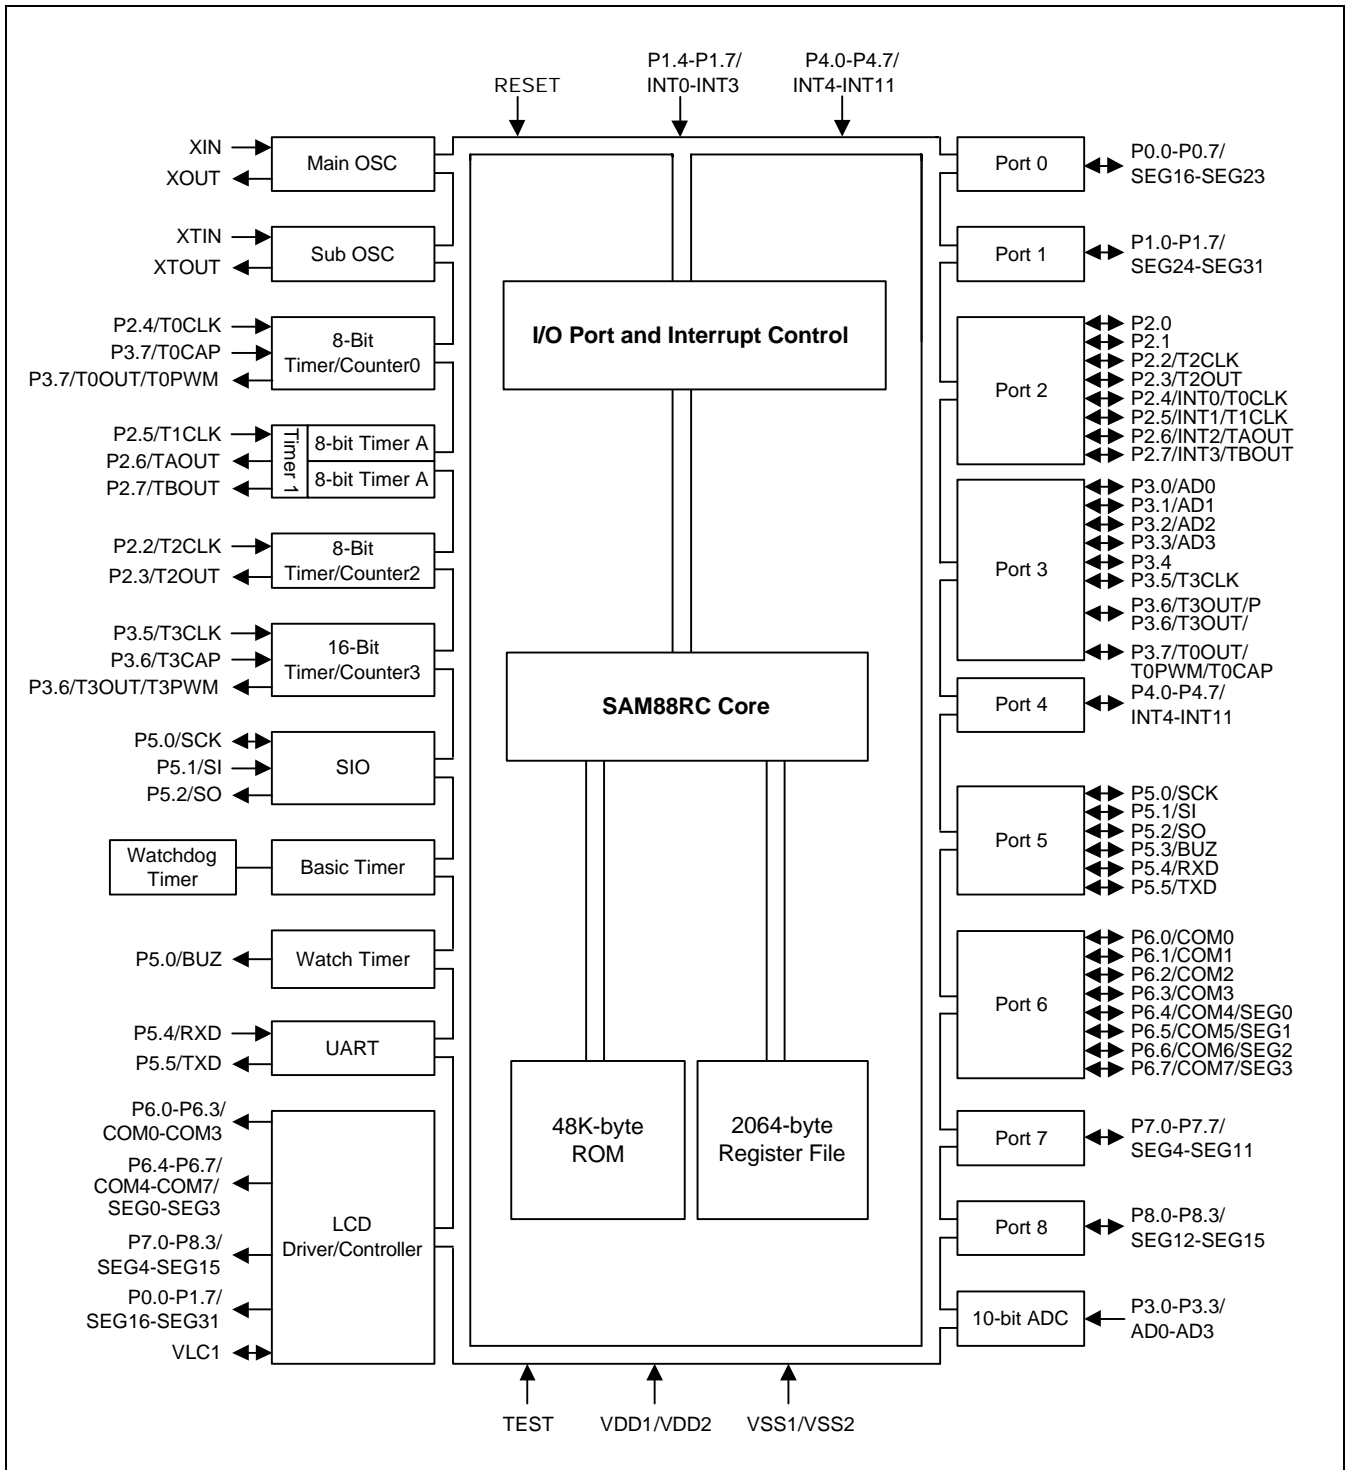 RESET
P1.4-P1.7/
INT0-INT3
P4.0-P4.7/
INT4-INT11
XIN
XOUT
Main OSC
XTIN
XTOUT
Sub OSC
P2.4/T0CLK
P3.7/T0CAP
P3.7/T0OUT/T0PWM
8-Bit
Timer/Counter0
P2.5/T1CLK
P2.6/TAOUT
P2.7/TBOUT
Timer 1
8-bit Timer A
8-bit Timer A
P2.2/T2CLK
P2.3/T2OUT
8-Bit
Timer/Counter2
P3.5/T3CLK
P3.6/T3CAP
P3.6/T3OUT/T3PWM
16-Bit
Timer/Counter3
P5.0/SCK
P5.1/SI
P5.2/SO
SIO
Watchdog
Timer
Basic Timer
P5.0/BUZ
Watch Timer
P5.4/RXD
P5.5/TXD
UART
P6.0-P6.3/
COM0-COM3
P6.4-P6.7/
COM4-COM7/
SEG0-SEG3
P7.0-P8.3/
SEG4-SEG15
P0.0-P1.7/
SEG16-SEG31
VLC1
LCD
Driver/Controller
I/O Port and Interrupt Control
SAM88RC Core
48K-byte
ROM
2064-byte
Register File
Port 0
P0.0-P0.7/
SEG16-SEG23
Port 1
P1.0-P1.7/
SEG24-SEG31
Port 2
P2.0
P2.1
P2.2/T2CLK
P2.3/T2OUT
P2.4/INT0/T0CLK
P2.5/INT1/T1CLK
P2.6/INT2/TAOUT
P2.7/INT3/TBOUT
Port 3
P3.0/AD0
P3.1/AD1
P3.2/AD2
P3.3/AD3
P3.4
P3.5/T3CLK
P3.6/T3OUT/P
P3.6/T3OUT/
P3.7/T0OUT/
T0PWM/T0CAP
Port 4
P4.0-P4.7/
INT4-INT11
Port 5
P5.0/SCK
P5.1/SI
P5.2/SO
P5.3/BUZ
P5.4/RXD
P5.5/TXD
Port 6
P6.0/COM0
P6.1/COM1
P6.2/COM2
P6.3/COM3
P6.4/COM4/SEG0
P6.5/COM5/SEG1
P6.6/COM6/SEG2
P6.7/COM7/SEG3
Port 7
P7.0-P7.7/
SEG4-SEG11
Port 8
P8.0-P8.3/
SEG12-SEG15
10-bit ADC
P3.0-P3.3/
AD0-AD3
TEST
VDD1/VDD2
VSS1/VSS2